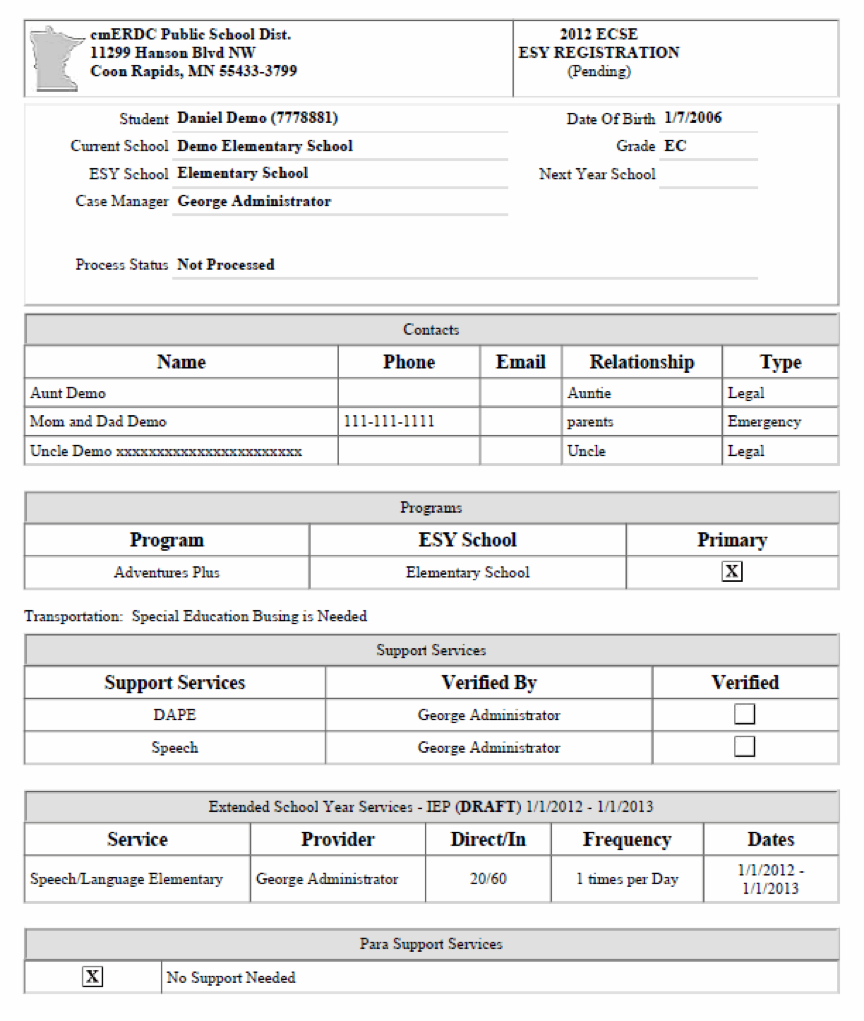 cmERDC Public School Dist.
11299 Hanson Blvd NW
Coon Rapids, MN 55433-3799
2012 ECSE
ESY REGISTRATION
(Pending)
Student Daniel Demo (7778881) Date Of Birth 1/7/2006
Current School Demo Elementary School Grade EC
ESY School Elementary School Next Year School
Case Manager George Administrator
Process Status Not Processed
Contacts
Name Phone Email Relationship Type
Aunt Demo Auntie Legal
Mom and Dad Demo 111-111-1111 parents Emergency
Uncle Demo xxxxxxxxxxxxxxxxxxxxxxx Uncle Legal
Programs
Program ESY School Primary
Adventures Plus Elementary School X
Transportation: Special Education Busing is Needed
Support Services
Support Services Verified By Verified
DAPE George Administrator
Speech George Administrator
Extended School Year Services - IEP (DRAFT) 1/1/2012 - 1/1/2013
Service Provider Direct/In Frequency Dates
Speech/Language Elementary George Administrator 20/60 1 times per Day 1/1/2012 -
1/1/2013
Para Support Services
X No Support Needed